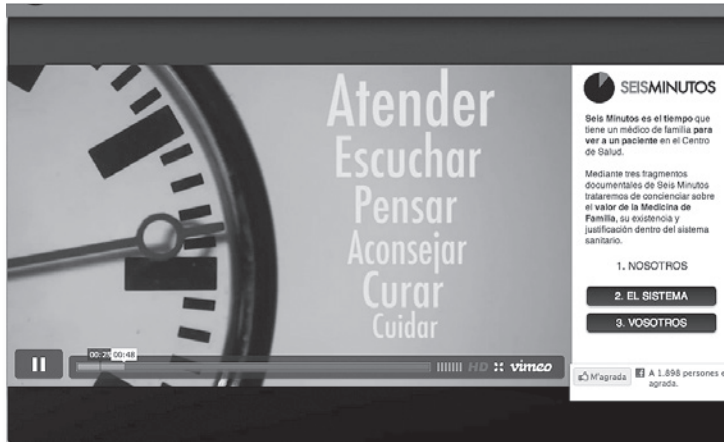 Atender
Escuchar
Pensar
Aconsejar
Curar
Cuidar
00:25 00:48
HD vimeo
SEISMINUTOS
Seis Minutos es el tiempo que
tiene un médico de familia para
ver a un paciente en el Centro
de Salud.
Mediante tres fragmentos
documentales de Seis Minutos
trataremos de concienciar sobre
el valor de la Medicina de
Familia, su existencia y
justificación dentro del sistema
sanitario.
1. NOSOTROS
2. EL SISTEMA
3. VOSOTROS
M'agrada
A 1.898 persones e
agrada.